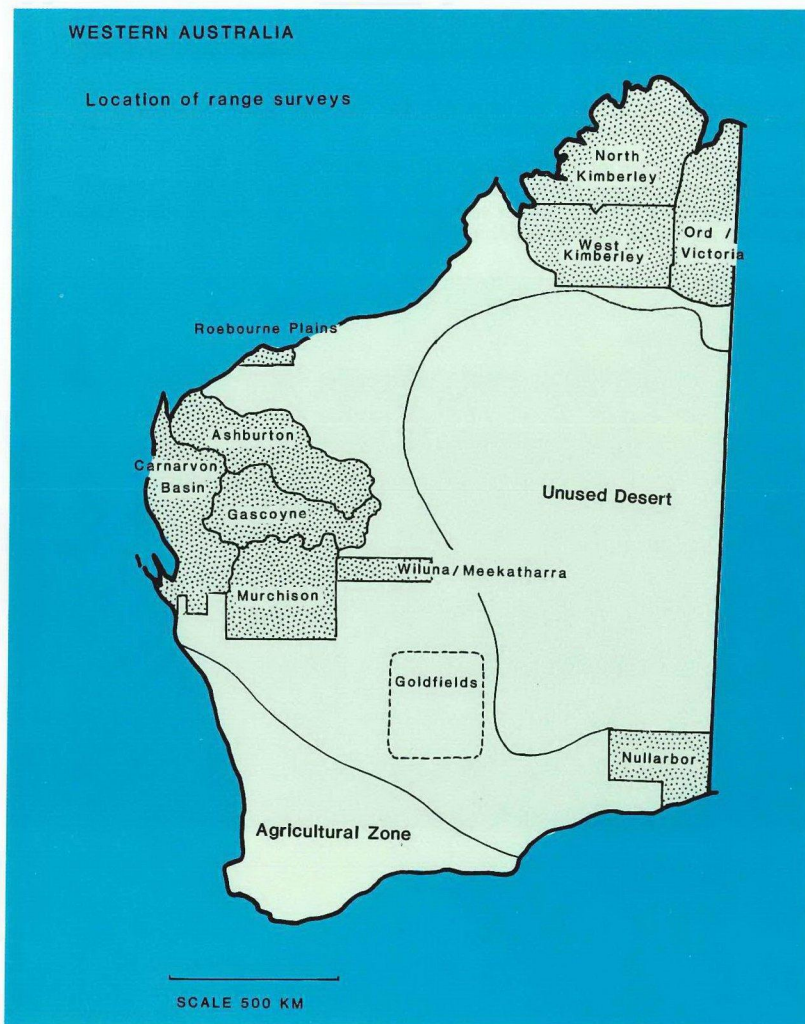 WESTERN AUSTRALIA
Location of range surveys
North
Kimberley
Ord /
Victoria
West
Kimberley
Roebourne Plains
Ashburton
Carnarvon
Basin
Unused Desert
Gascoyne
Wiluna/Meekatharra
Murchison
Goldfields
Nullarbor
Agricultural Zone
SCALE 500 KM